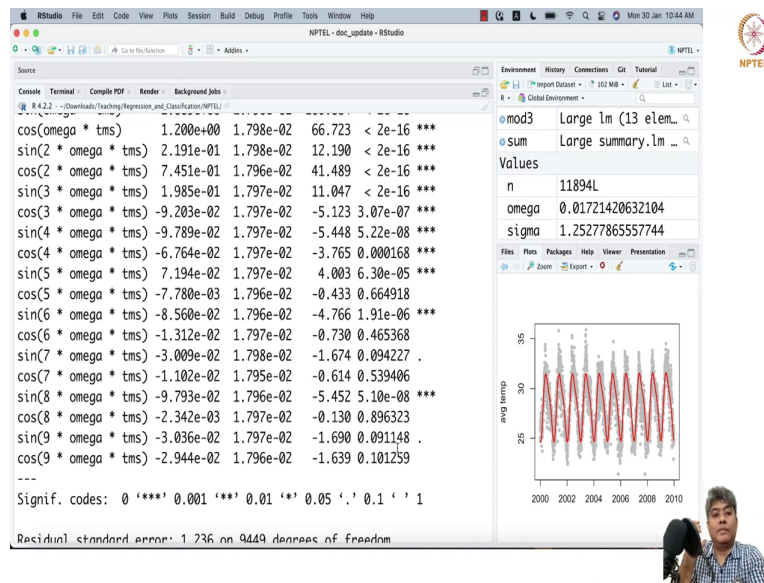 RStudio File Edit Code View Plots Session Build Debug Profile Tools Window Help Mon 30 Jan 10:44 AM
NPTEL - doc_update - RStudio
Go to file/function Addins NPTEL
Source
Console Terminal × Compile PDF × Render × Background Jobs ×
R 4.2.2 · ~/Downloads/Teaching/Regression_and_Classification/NPTEL/
cos(omega * tms) 1.200e+00 1.798e-02 66.723 < 2e-16 ***
sin(2 * omega * tms) 2.191e-01 1.798e-02 12.190 < 2e-16 ***
cos(2 * omega * tms) 7.451e-01 1.796e-02 41.489 < 2e-16 ***
sin(3 * omega * tms) 1.985e-01 1.797e-02 11.047 < 2e-16 ***
cos(3 * omega * tms) -9.203e-02 1.797e-02 -5.123 3.07e-07 ***
sin(4 * omega * tms) -9.789e-02 1.797e-02 -5.448 5.22e-08 ***
cos(4 * omega * tms) -6.764e-02 1.797e-02 -3.765 0.000168 ***
sin(5 * omega * tms) 7.194e-02 1.797e-02 4.003 6.30e-05 ***
cos(5 * omega * tms) -7.780e-03 1.796e-02 -0.433 0.664918
sin(6 * omega * tms) -8.560e-02 1.796e-02 -4.766 1.91e-06 ***
cos(6 * omega * tms) -1.312e-02 1.797e-02 -0.730 0.465368
sin(7 * omega * tms) -3.009e-02 1.798e-02 -1.674 0.094227 .
cos(7 * omega * tms) -1.102e-02 1.795e-02 -0.614 0.539406
sin(8 * omega * tms) -9.793e-02 1.796e-02 -5.452 5.10e-08 ***
cos(8 * omega * tms) -2.342e-03 1.797e-02 -0.130 0.896323
sin(9 * omega * tms) -3.036e-02 1.797e-02 -1.690 0.091148 .
cos(9 * omega * tms) -2.944e-02 1.796e-02 -1.639 0.101259
---
Signif. codes: 0 ‘***’ 0.001 ‘**’ 0.01 ‘*’ 0.05 ‘.’ 0.1 ‘ ’ 1
Residual standard error: 1.236 on 9449 degrees of freedom
Environment History Connections Git Tutorial
Import Dataset 102 MiB List
R Global Environment
mod3 Large lm (13 elem…
sum Large summary.lm …
Values
n 11894L
omega 0.01721420632104
sigma 1.25277865557744
Files Plots Packages Help Viewer Presentation
Zoom Export
avg temp
35
30
25
2000 2002 2004 2006 2008 2010
NPTEL